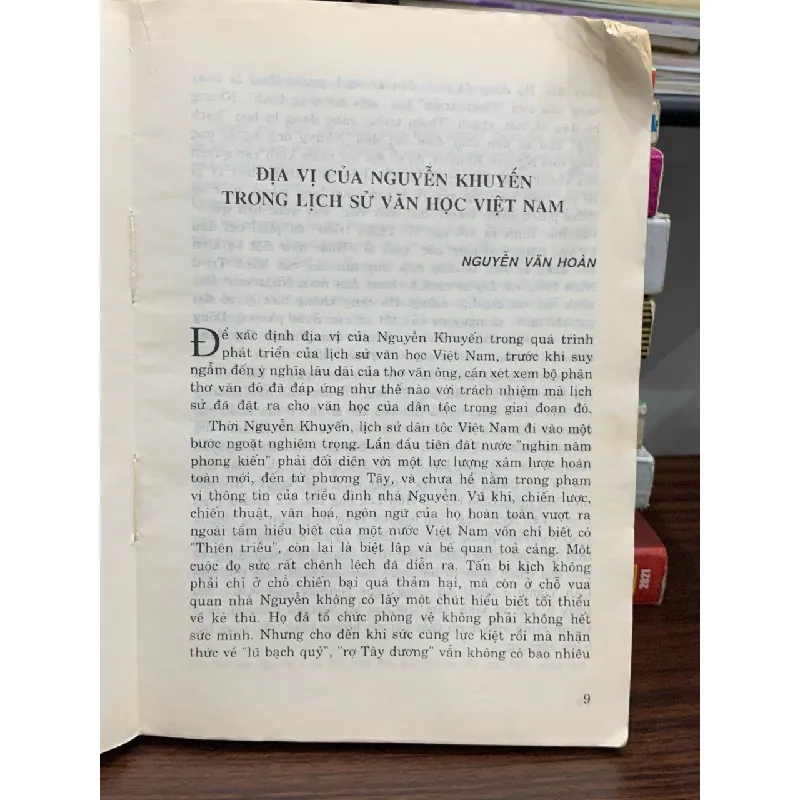 ĐỊA VỊ CỦA NGUYỄN KHUYẾN
TRONG LỊCH SỬ VĂN HỌC VIỆT NAM
NGUYỄN VĂN HOÀN
Để xác định địa vị của Nguyễn Khuyến trong quá trình
phát triển của lịch sử văn học Việt Nam, trước khi suy
ngẫm đến ý nghĩa lâu dài của thơ văn ông, cần xét xem bộ phận
thơ văn đó đã đáp ứng như thế nào với trách nhiệm mà lịch
sử đã đặt ra cho văn học của dân tộc trong giai đoạn đó.
Thời Nguyễn Khuyến, lịch sử dân tộc Việt Nam đi vào một
bước ngoặt nghiêm trọng. Lần đầu tiên đất nước "nghìn năm
phong kiến" phải đối diện với một lực lượng xâm lược hoàn
toàn mới, đến từ phương Tây, và chưa hề nằm trong phạm
vi thông tin của triều đình nhà Nguyễn. Vũ khí, chiến lược,
chiến thuật, văn hoá, ngôn ngữ của họ hoàn toàn vượt ra
ngoài tầm hiểu biết của một nước Việt Nam vốn chỉ biết có
"Thiên triều", còn lại là biệt lập và bế quan toả cảng. Một
cuộc đọ sức rất chênh lệch đã diễn ra. Tấn bi kịch không
phải chỉ ở chỗ chiến bại quá thảm hại, mà còn ở chỗ vua
quan nhà Nguyễn không có lấy một chút hiểu biết tối thiểu
về kẻ thù. Họ đã tổ chức phòng vệ không phải không hết
sức mình. Nhưng cho đến khi sức cùng lực kiệt rồi mà nhận
thức về "lũ bạch quỷ", "rợ Tây dương" vẫn không có bao nhiêu
9
2021